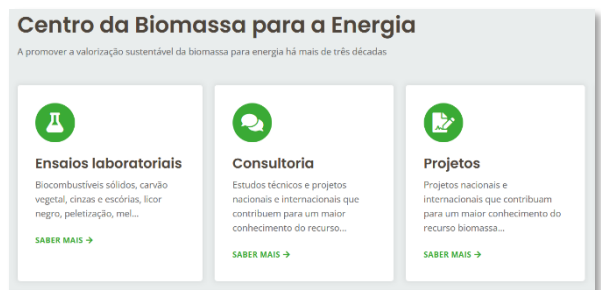 Centro da Biomassa para a Energia
A promover a valorização sustentável da biomassa para energia há mais de três décadas
Ensaios laboratoriais
Biocombustíveis sólidos, carvão
vegetal, cinzas e escórias, licor
negro, peletização, mel...
SABER MAIS →
Consultoria
Estudos técnicos e projetos
nacionais e internacionais que
contribuem para um maior
conhecimento do recurso...
SABER MAIS →
Projetos
Projetos nacionais e
internacionais que contribuam
para um maior conhecimento do
recurso biomassa...
SABER MAIS →